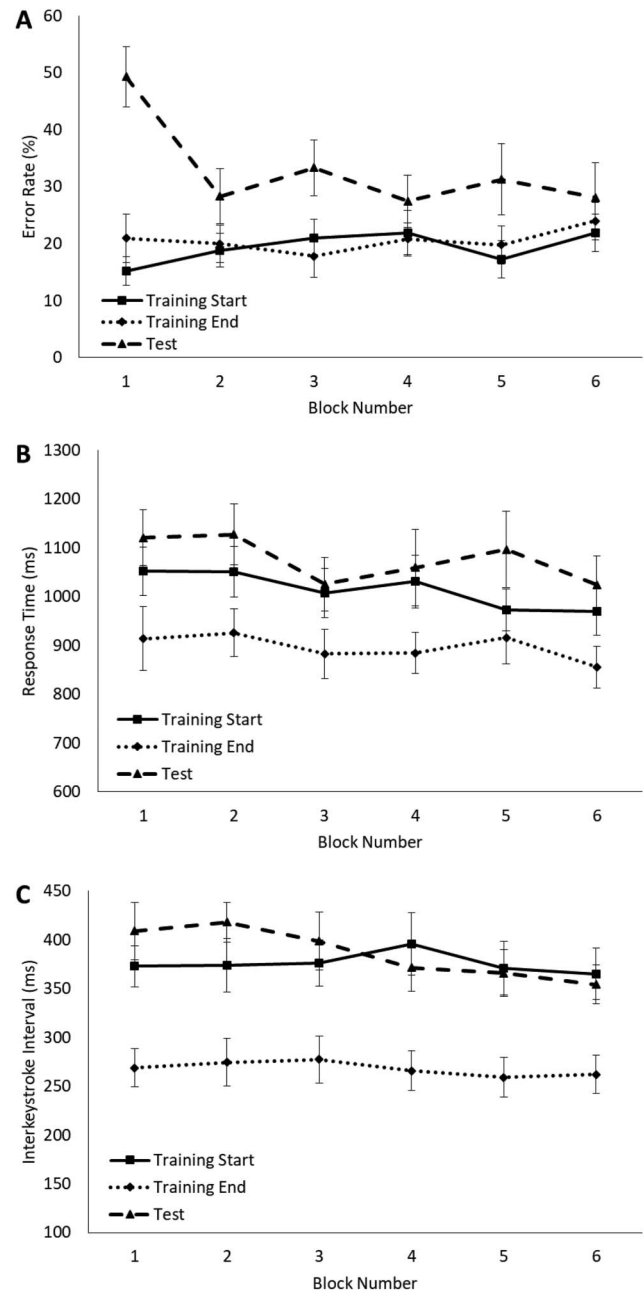 A
60
50
40
30
20
10
0
Error Rate (%)
Training Start
Training End
Test
1 2 3 4 5 6
Block Number
B
1300
1200
1100
1000
900
800
700
600
Response Time (ms)
Training Start
Training End
Test
1 2 3 4 5 6
Block Number
C
450
400
350
300
250
200
150
100
Interkeystroke Interval (ms)
Training Start
Training End
Test
1 2 3 4 5 6
Block Number